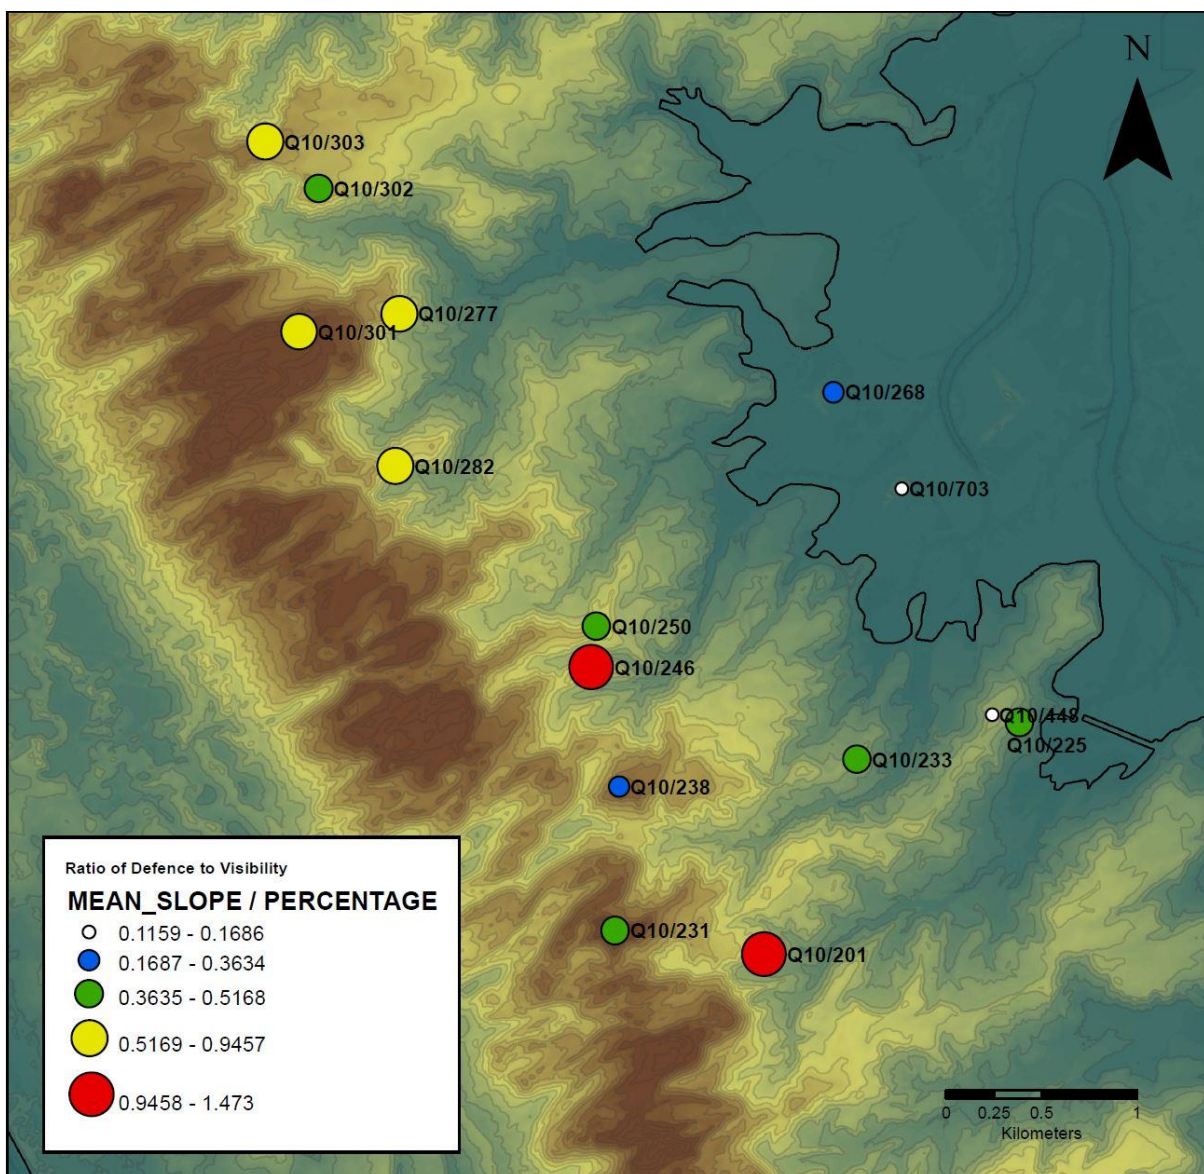 N
Q10/303
Q10/302
Q10/277
Q10/301
Q10/268
Q10/282
Q10/703
Q10/250
Q10/246
Q10/448
Q10/225
Q10/233
Q10/238
Q10/231
Q10/201
Ratio of Defence to Visibility
MEAN_SLOPE / PERCENTAGE
0.1159 - 0.1686
0.1687 - 0.3634
0.3635 - 0.5168
0.5169 - 0.9457
0.9458 - 1.473
0 0.25 0.5 1
Kilometers